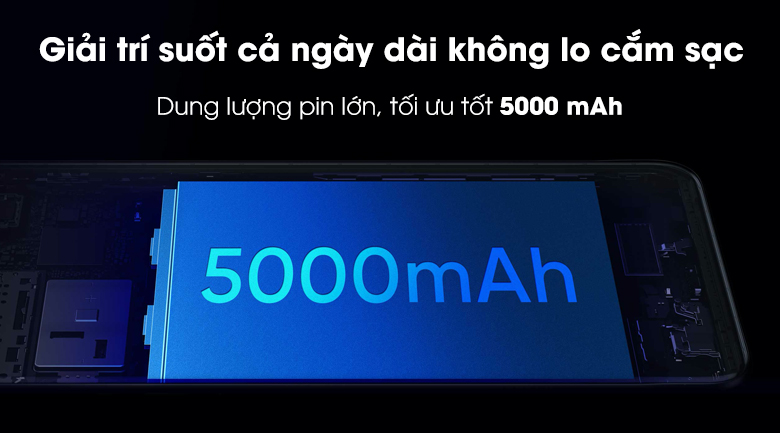 Giải trí suốt cả ngày dài không lo cắm sạc
Dung lượng pin lớn, tối ưu tốt 5000 mAh
5000mAh